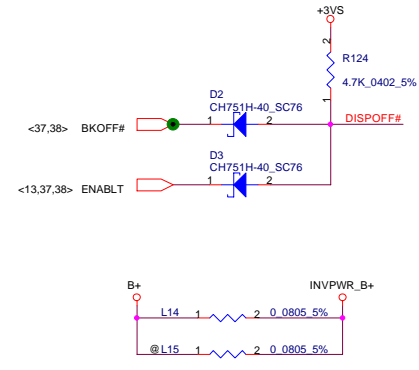 +3VS
2
R124
4.7K_0402_5%
1
D2
CH751H-40_SC76
<37,38> BKOFF# 1 2 DISPOFF#
D3
CH751H-40_SC76
<13,37,38> ENABLT 1 2
B+ INVPWR_B+
L14 1 2 0_0805_5%
@ L15 1 2 0_0805_5%